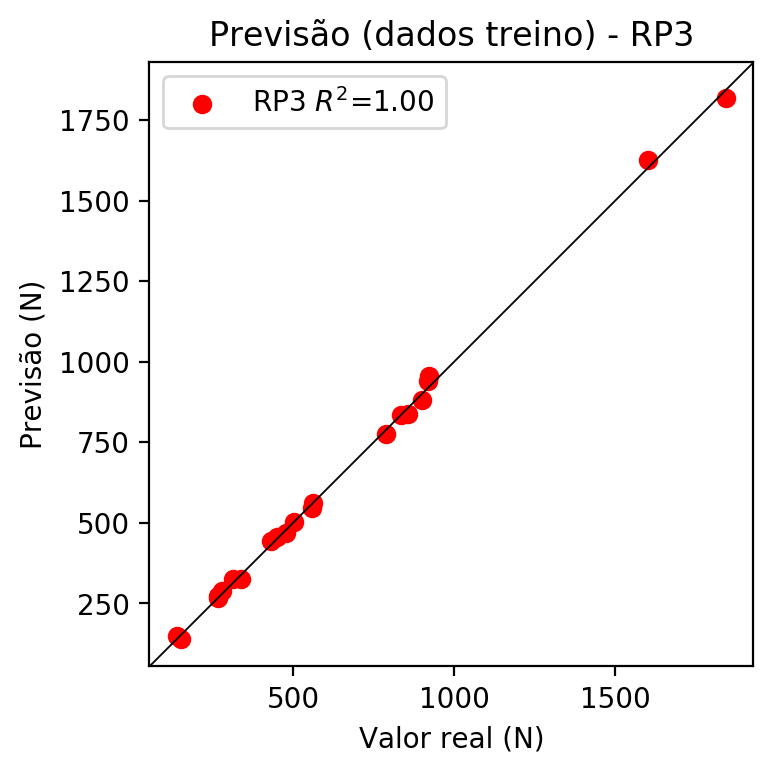 Previsão (dados treino) - RP3
RP3 R²=1.00
1750
1500
1250
1000
750
500
250
Previsão (N)
500 1000 1500
Valor real (N)